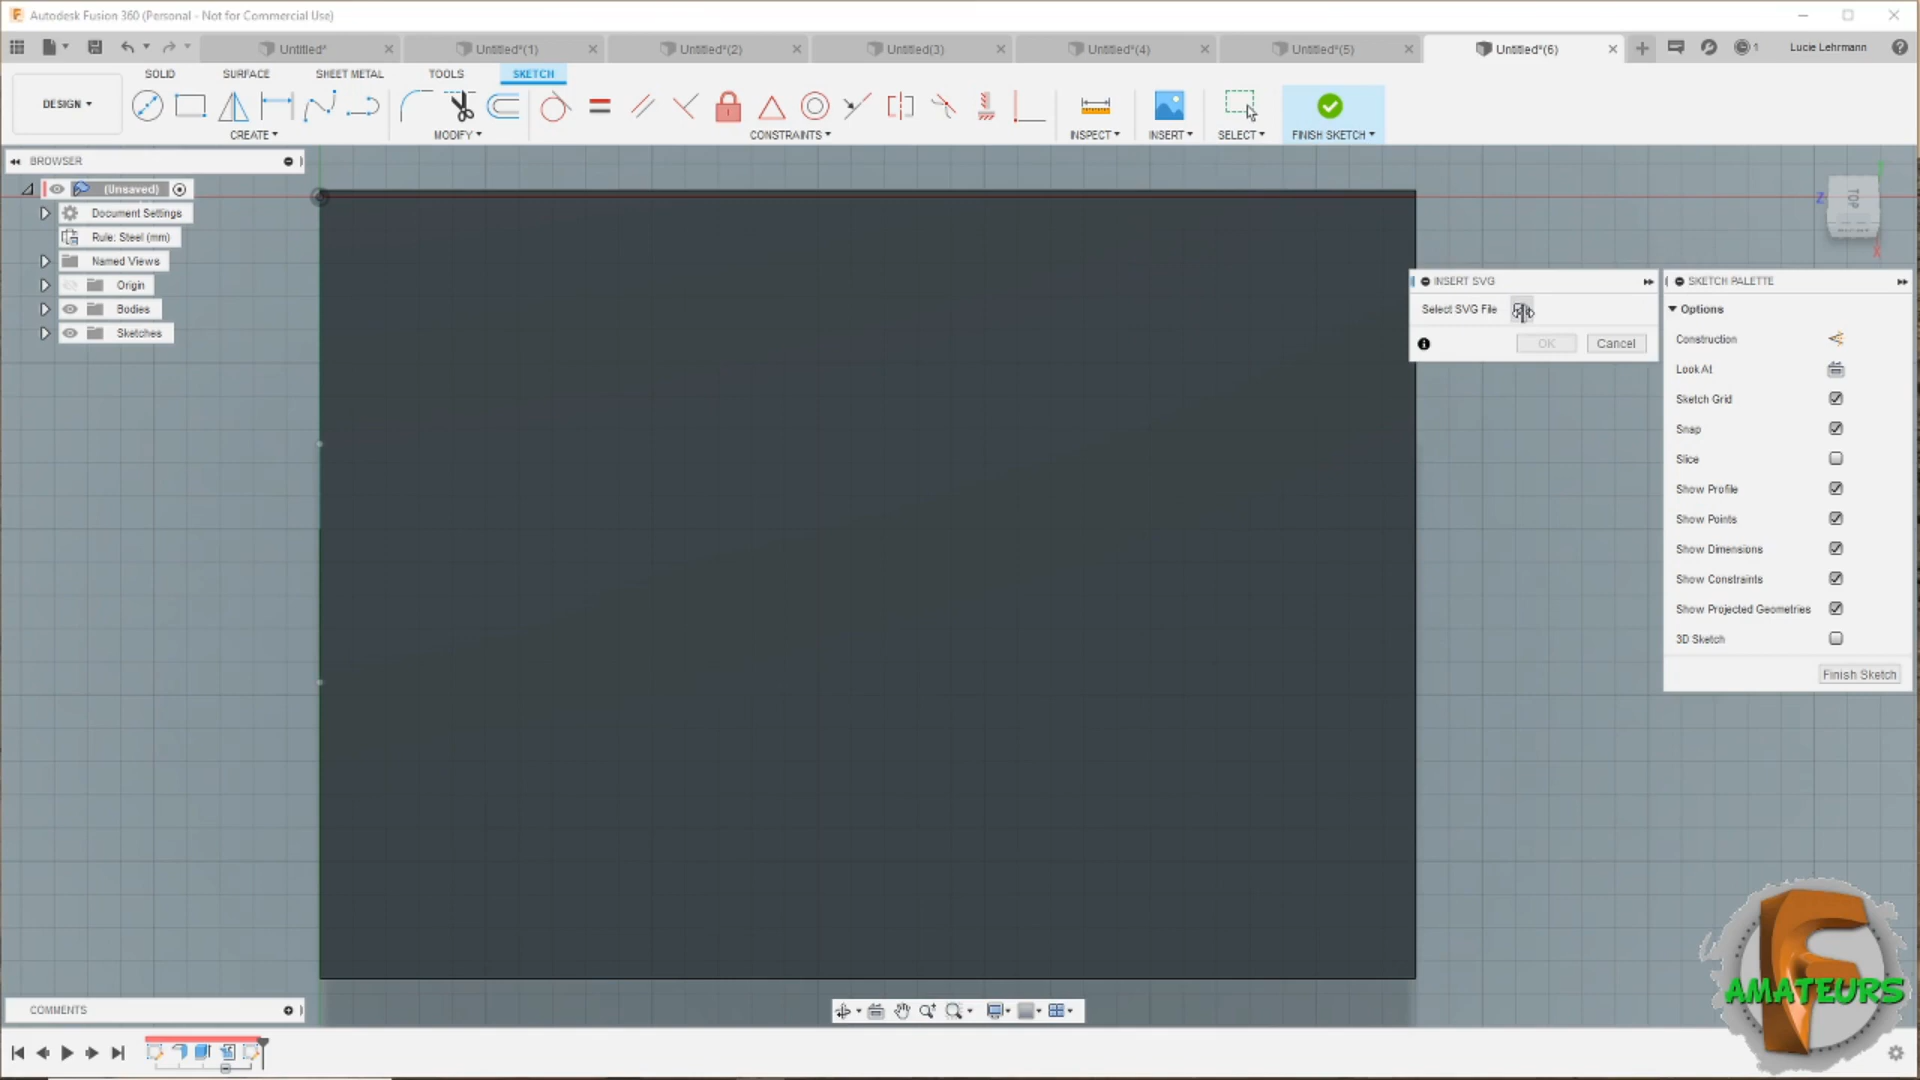 Autodesk Fusion 360 (Personal - Not for Commercial Use)
Untitled*
Untitled*(1)
Untitled*(2)
Untitled(3)
Untitled*(4)
Untitled*(5)
Untitled*(6)
1
Lucie Lehrmann
SOLID
SURFACE
SHEET METAL
TOOLS
SKETCH
DESIGN
CREATE
MODIFY
CONSTRAINTS
INSPECT
INSERT
SELECT
FINISH SKETCH
BROWSER
(Unsaved)
Document Settings
Rule: Steel (mm)
Named Views
Origin
Bodies
Sketches
Z
TOP
X
INSERT SVG
Select SVG File
OK
Cancel
SKETCH PALETTE
Options
Construction
Look At
Sketch Grid
Snap
Slice
Show Profile
Show Points
Show Dimensions
Show Constraints
Show Projected Geometries
3D Sketch
Finish Sketch
COMMENTS
F
AMATEURS